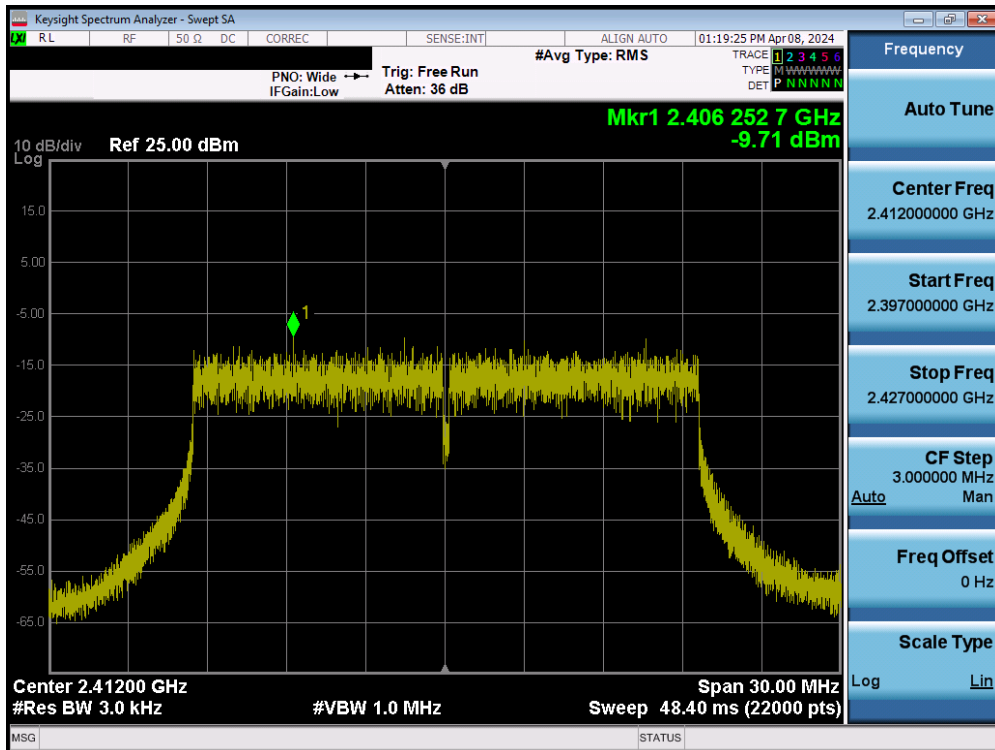 Keysight Spectrum Analyzer - Swept SA
LXI RL RF 50 Ω DC CORREC SENSE:INT ALIGN AUTO 01:19:25 PM Apr 08, 2024
#Avg Type: RMS TRACE 1 2 3 4 5 6
PNO: Wide Trig: Free Run TYPE M W W W W W
IFGain:Low Atten: 36 dB DET P N N N N N
Mkr1 2.406 252 7 GHz
-9.71 dBm
10 dB/div Ref 25.00 dBm
Log
15.0
5.00
-5.00
1
-15.0
-25.0
-35.0
-45.0
-55.0
-65.0
Center 2.41200 GHz Span 30.00 MHz
#Res BW 3.0 kHz #VBW 1.0 MHz Sweep 48.40 ms (22000 pts)
MSG STATUS
Frequency
Auto Tune
Center Freq
2.412000000 GHz
Start Freq
2.397000000 GHz
Stop Freq
2.427000000 GHz
CF Step
3.000000 MHz
Auto Man
Freq Offset
0 Hz
Scale Type
Log Lin